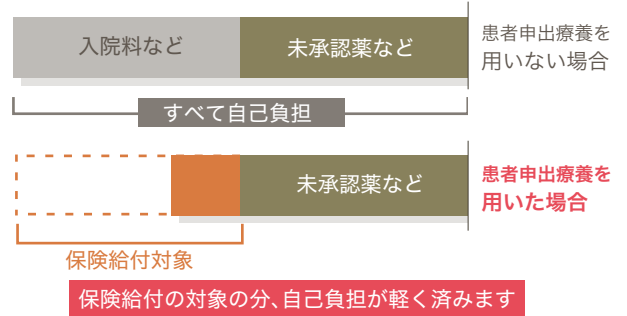 入院料など
未承認薬など
患者申出療養を
用いない場合
すべて自己負担
未承認薬など
患者申出療養を
用いた場合
保険給付対象
保険給付の対象の分、自己負担が軽く済みます